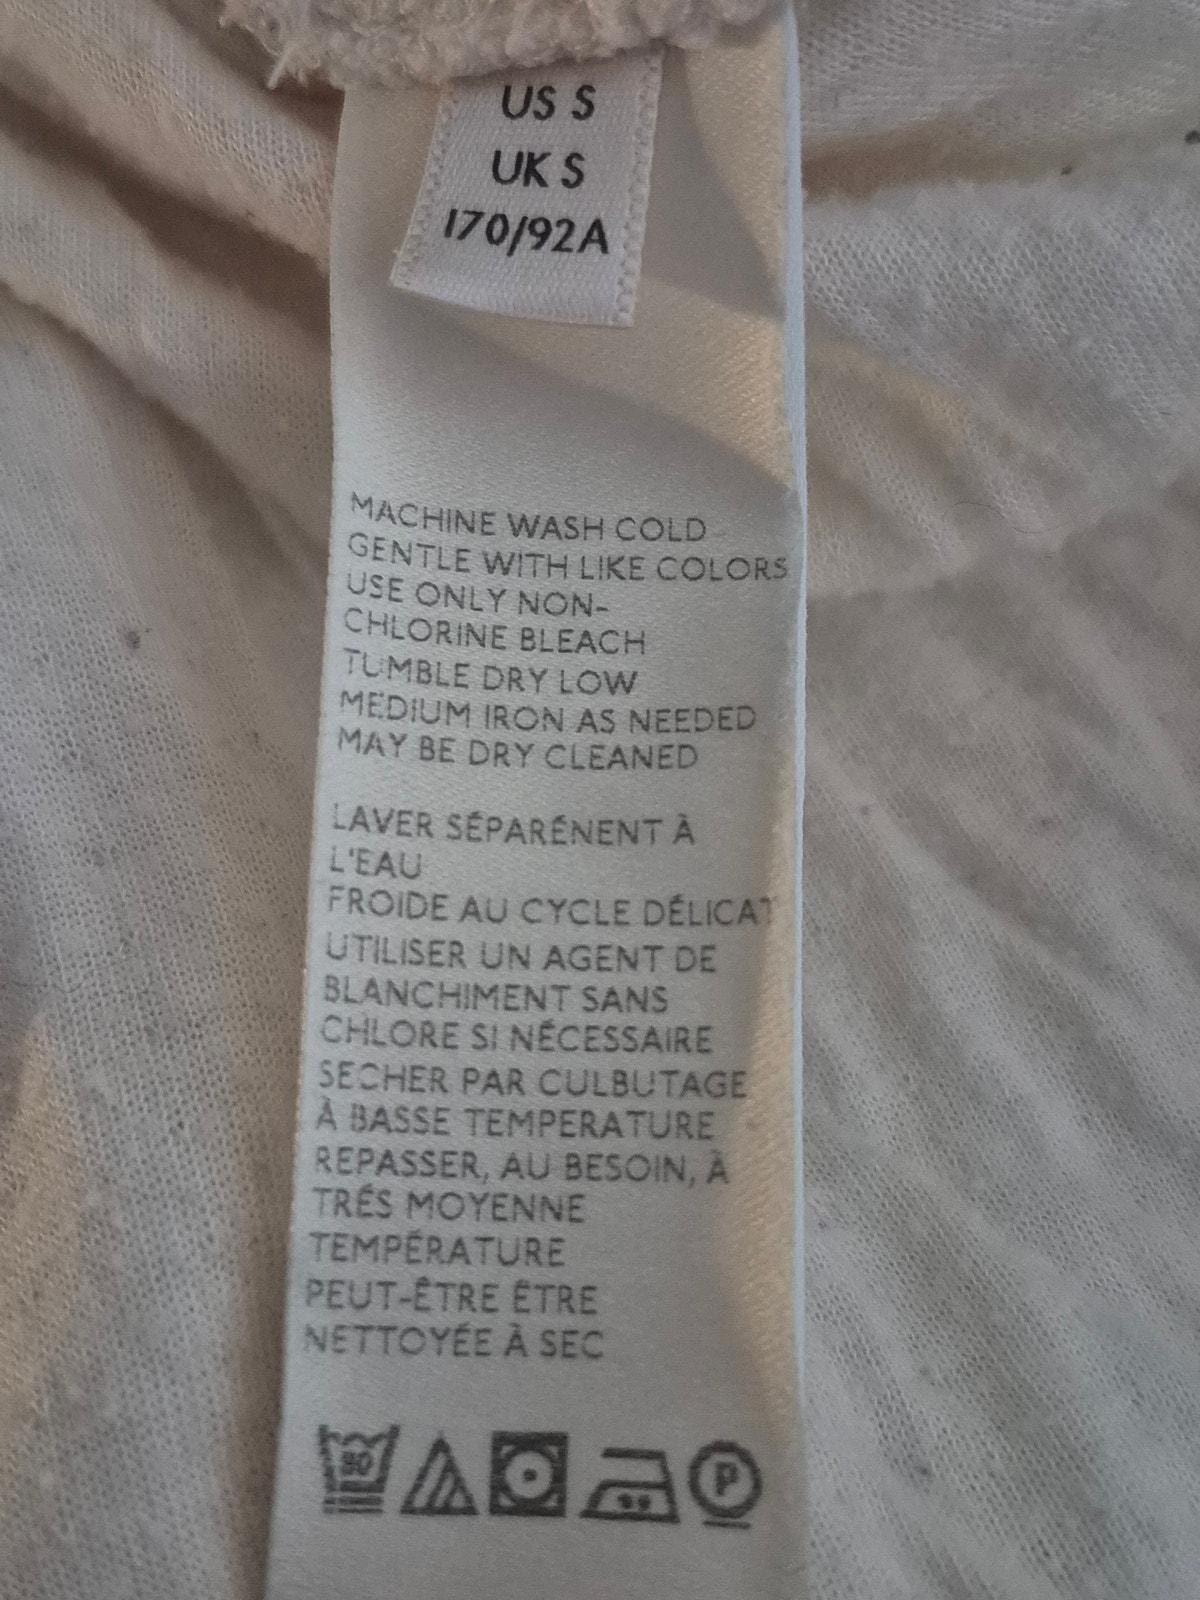 US S
UK S
170/92A
MACHINE WASH COLD
GENTLE WITH LIKE COLORS
USE ONLY NON-
CHLORINE BLEACH
TUMBLE DRY LOW
MEDIUM IRON AS NEEDED
MAY BE DRY CLEANED
LAVER SÉPARÉNENT À
L'EAU
FROIDE AU CYCLE DÉLICAT
UTILISER UN AGENT DE
BLANCHIMENT SANS
CHLORE SI NÉCESSAIRE
SECHER PAR CULBUTAGE
À BASSE TEMPERATURE
REPASSER, AU BESOIN, À
TRÉS MOYENNE
TEMPÉRATURE
PEUT-ÊTRE ÊTRE
NETTOYÉE À SEC
P